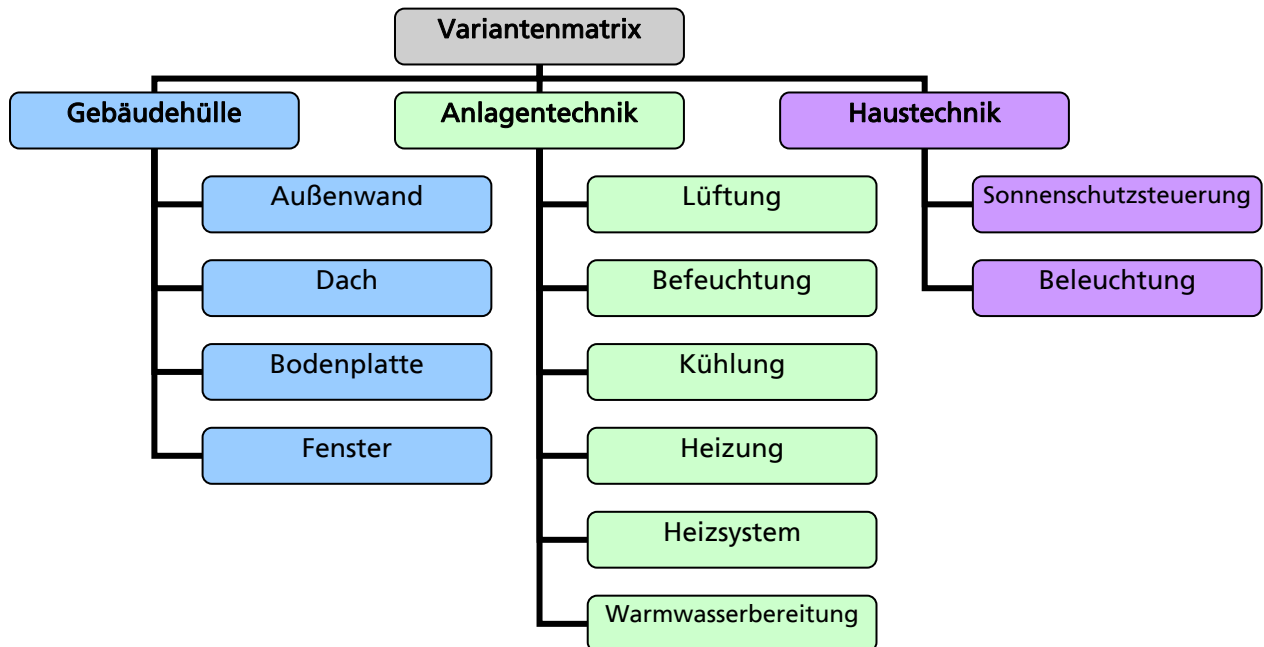 Variantenmatrix
Gebäudehülle
Außenwand
Dach
Bodenplatte
Fenster
Anlagentechnik
Lüftung
Befeuchtung
Kühlung
Heizung
Heizsystem
Warmwasserbereitung
Haustechnik
Sonnenschutzsteuerung
Beleuchtung